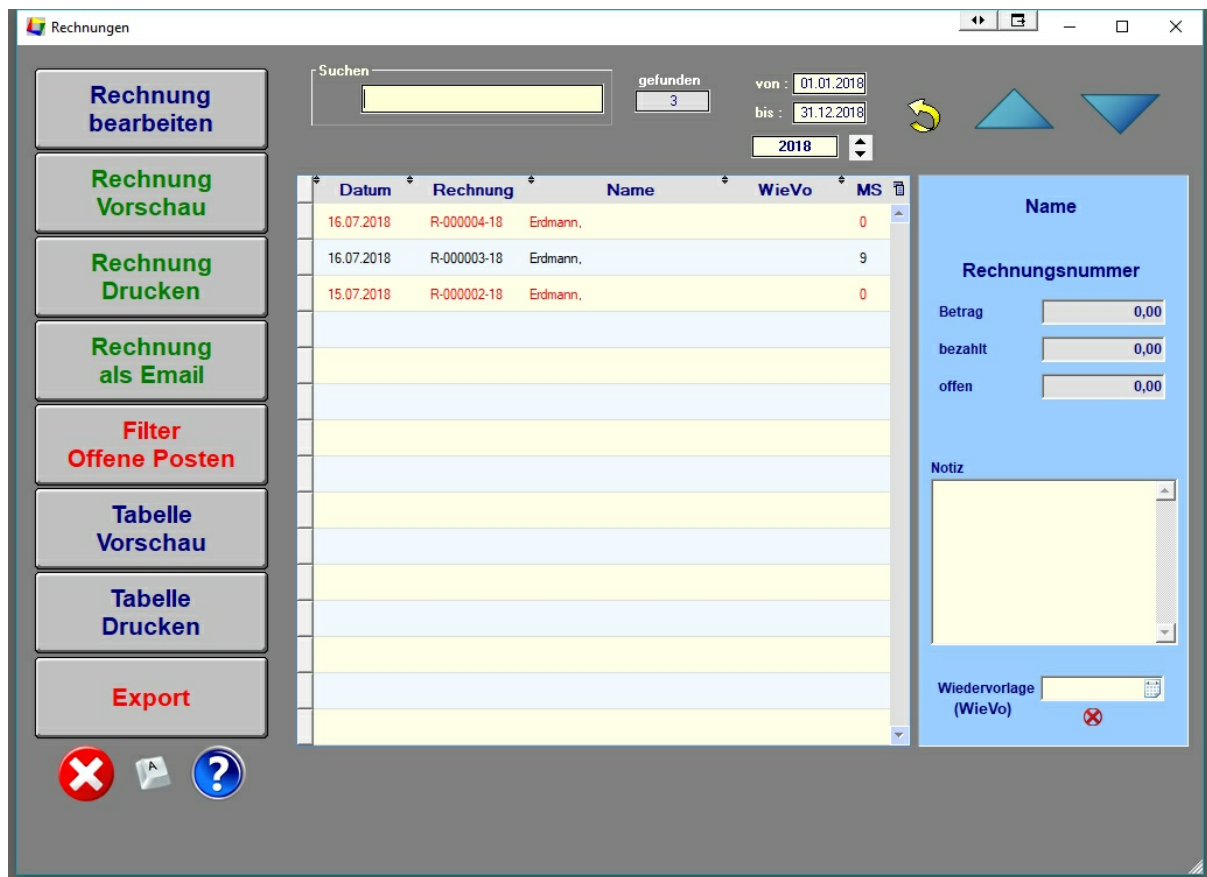 Rechnungen
Rechnung
bearbeiten
Rechnung
Vorschau
Rechnung
Drucken
Rechnung
als Email
Filter
Offene Posten
Tabelle
Vorschau
Tabelle
Drucken
Export
Suchen
gefunden
3
von : 01.01.2018
bis : 31.12.2018
2018
Datum Rechnung Name WieVo MS
16.07.2018 R-000004-18 Erdmann, 0
16.07.2018 R-000003-18 Erdmann, 9
15.07.2018 R-000002-18 Erdmann, 0
Name
Rechnungsnummer
Betrag 0,00
bezahlt 0,00
offen 0,00
Notiz
Wiedervorlage
(WieVo)
A
?